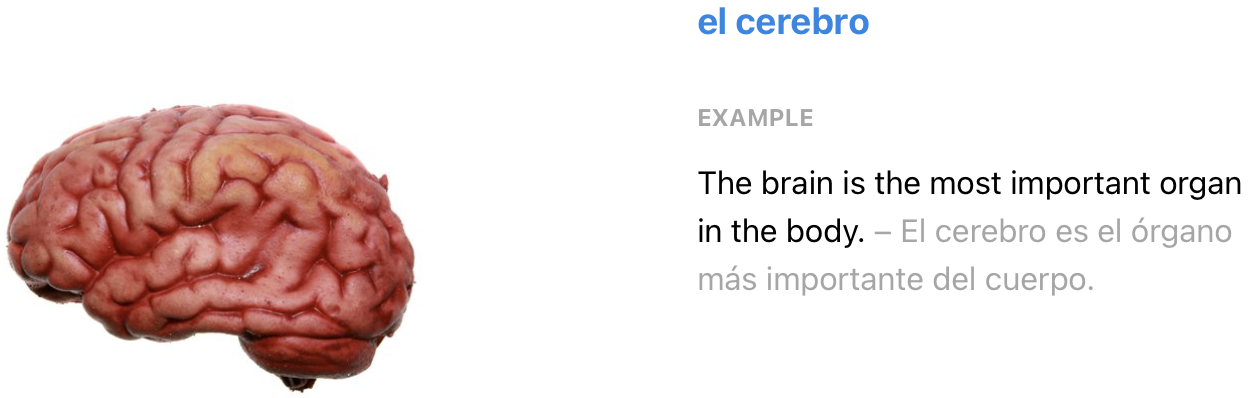 el cerebro
EXAMPLE
The brain is the most important organ
in the body. – El cerebro es el órgano
más importante del cuerpo.